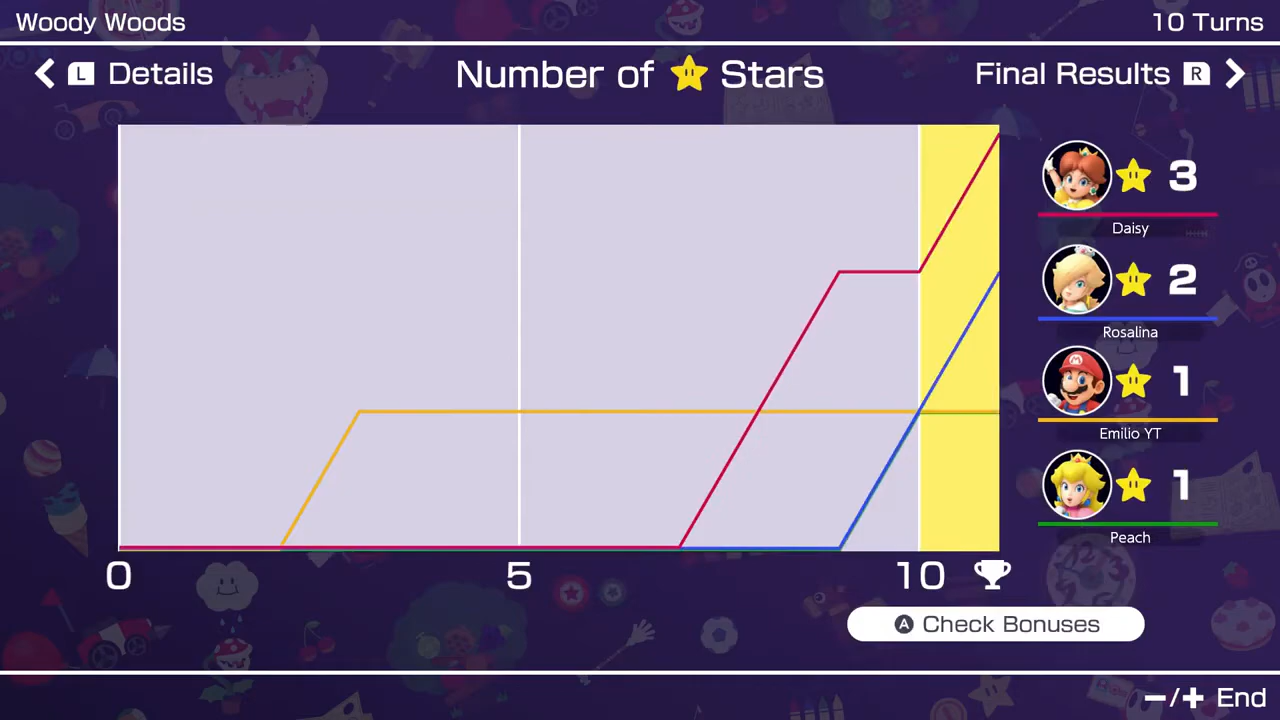 Woody Woods
10 Turns
L Details
Number of Stars
Final Results R
3
Daisy
2
Rosalina
1
Emilio YT
1
Peach
0 5 10
A Check Bonuses
−/+ End